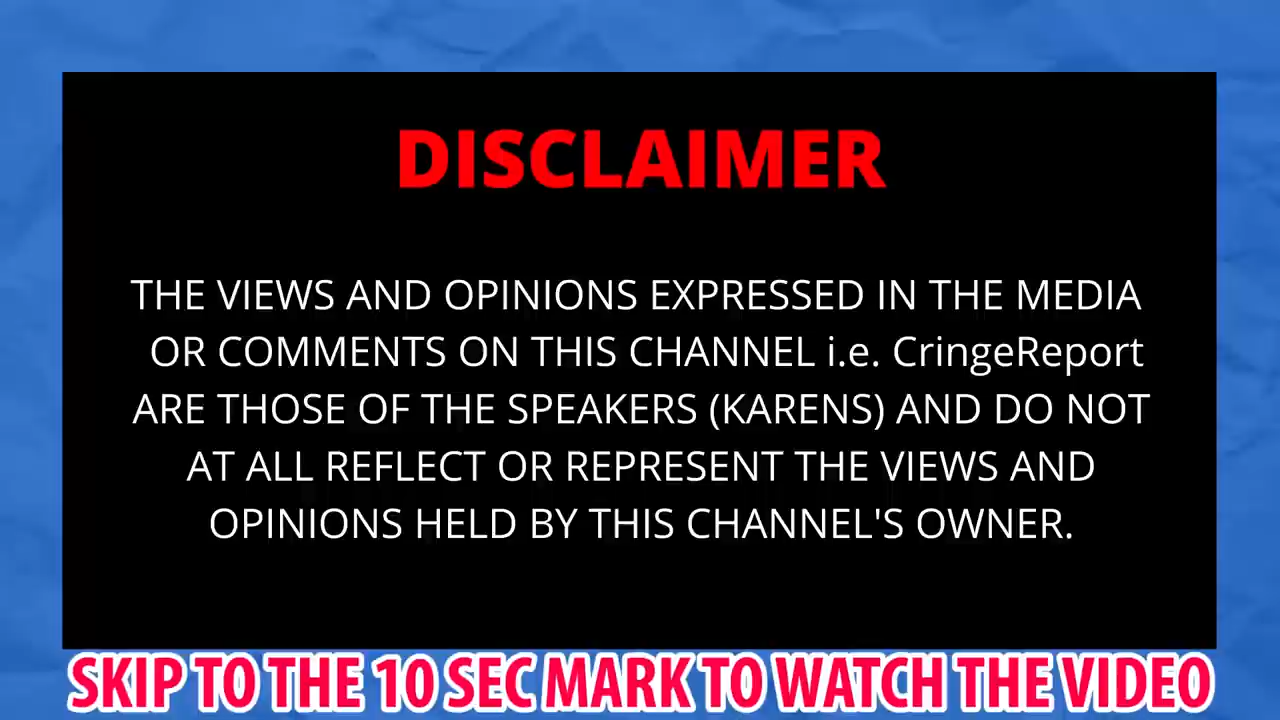 DISCLAIMER
THE VIEWS AND OPINIONS EXPRESSED IN THE MEDIA
OR COMMENTS ON THIS CHANNEL i.e. CringeReport
ARE THOSE OF THE SPEAKERS (KARENS) AND DO NOT
AT ALL REFLECT OR REPRESENT THE VIEWS AND
OPINIONS HELD BY THIS CHANNEL'S OWNER.
SKIP TO THE 10 SEC MARK TO WATCH THE VIDEO